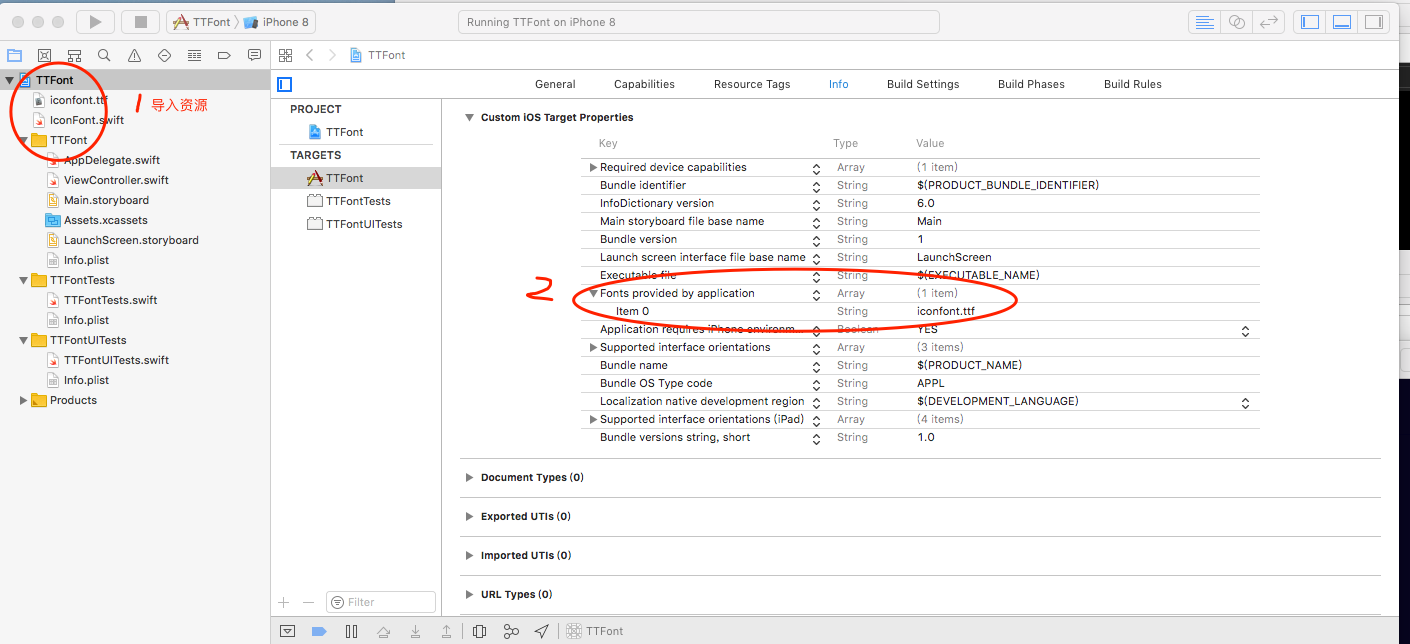 TTFont
iPhone 8
Running TTFont on iPhone 8
TTFont
iconfont.ttf
IconFont.swift
TTFont
AppDelegate.swift
ViewController.swift
Main.storyboard
Assets.xcassets
LaunchScreen.storyboard
Info.plist
TTFontTests
TTFontTests.swift
Info.plist
TTFontUITests
TTFontUITests.swift
Info.plist
Products
1 导入资源
TTFont
General Capabilities Resource Tags Info Build Settings Build Phases Build Rules
PROJECT
TTFont
TARGETS
TTFont
TTFontTests
TTFontUITests
Filter
Custom iOS Target Properties
Key Type Value
Required device capabilities Array (1 item)
Bundle identifier String $(PRODUCT_BUNDLE_IDENTIFIER)
InfoDictionary version String 6.0
Main storyboard file base name String Main
Bundle version String 1
Launch screen interface file base name String LaunchScreen
Executable file String $(EXECUTABLE_NAME)
2
Fonts provided by application Array (1 item)
Item 0 String iconfont.ttf
Application requires iPhone environm... Boolean YES
Supported interface orientations Array (3 items)
Bundle name String $(PRODUCT_NAME)
Bundle OS Type code String APPL
Localization native development region String $(DEVELOPMENT_LANGUAGE)
Supported interface orientations (iPad) Array (4 items)
Bundle versions string, short String 1.0
Document Types (0)
Exported UTIs (0)
Imported UTIs (0)
URL Types (0)
TTFont